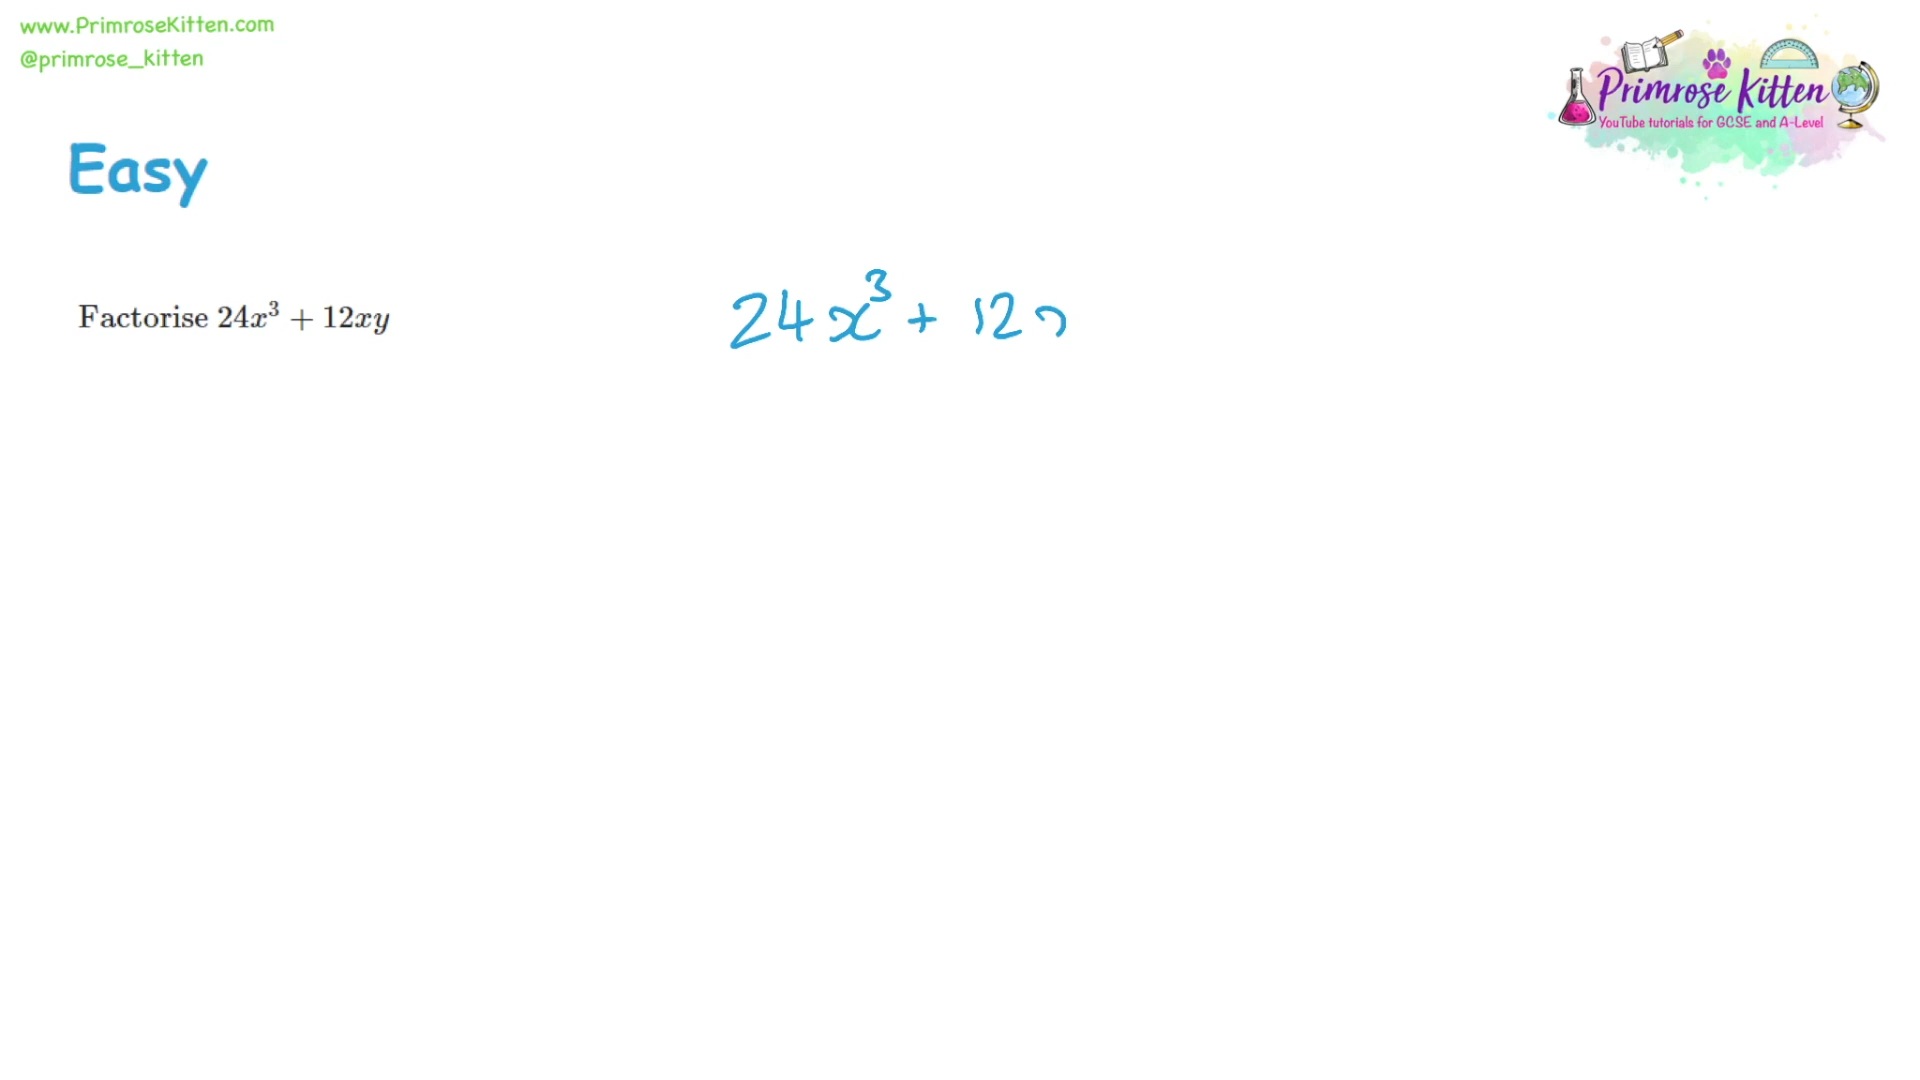 www.PrimroseKitten.com
@primrose_kitten
Primrose Kitten
YouTube tutorials for GCSE and A-Level
Easy
Factorise 24x³ + 12xy
24x³ + 12